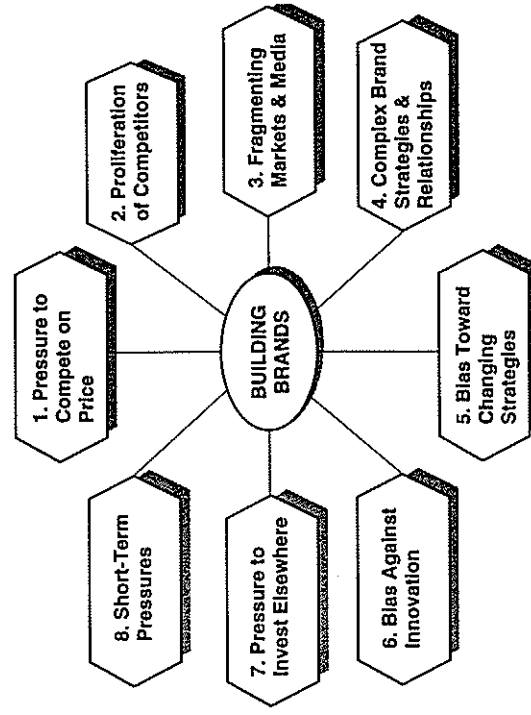 1. Pressure to
Compete on
Price
2. Proliferation
of Competitors
3. Fragmenting
Markets & Media
4. Complex Brand
Strategies &
Relationships
5. Bias Toward
Changing
Strategies
6. Bias Against
Innovation
7. Pressure to
Invest Elsewhere
8. Short-Term
Pressures
BUILDING
BRANDS